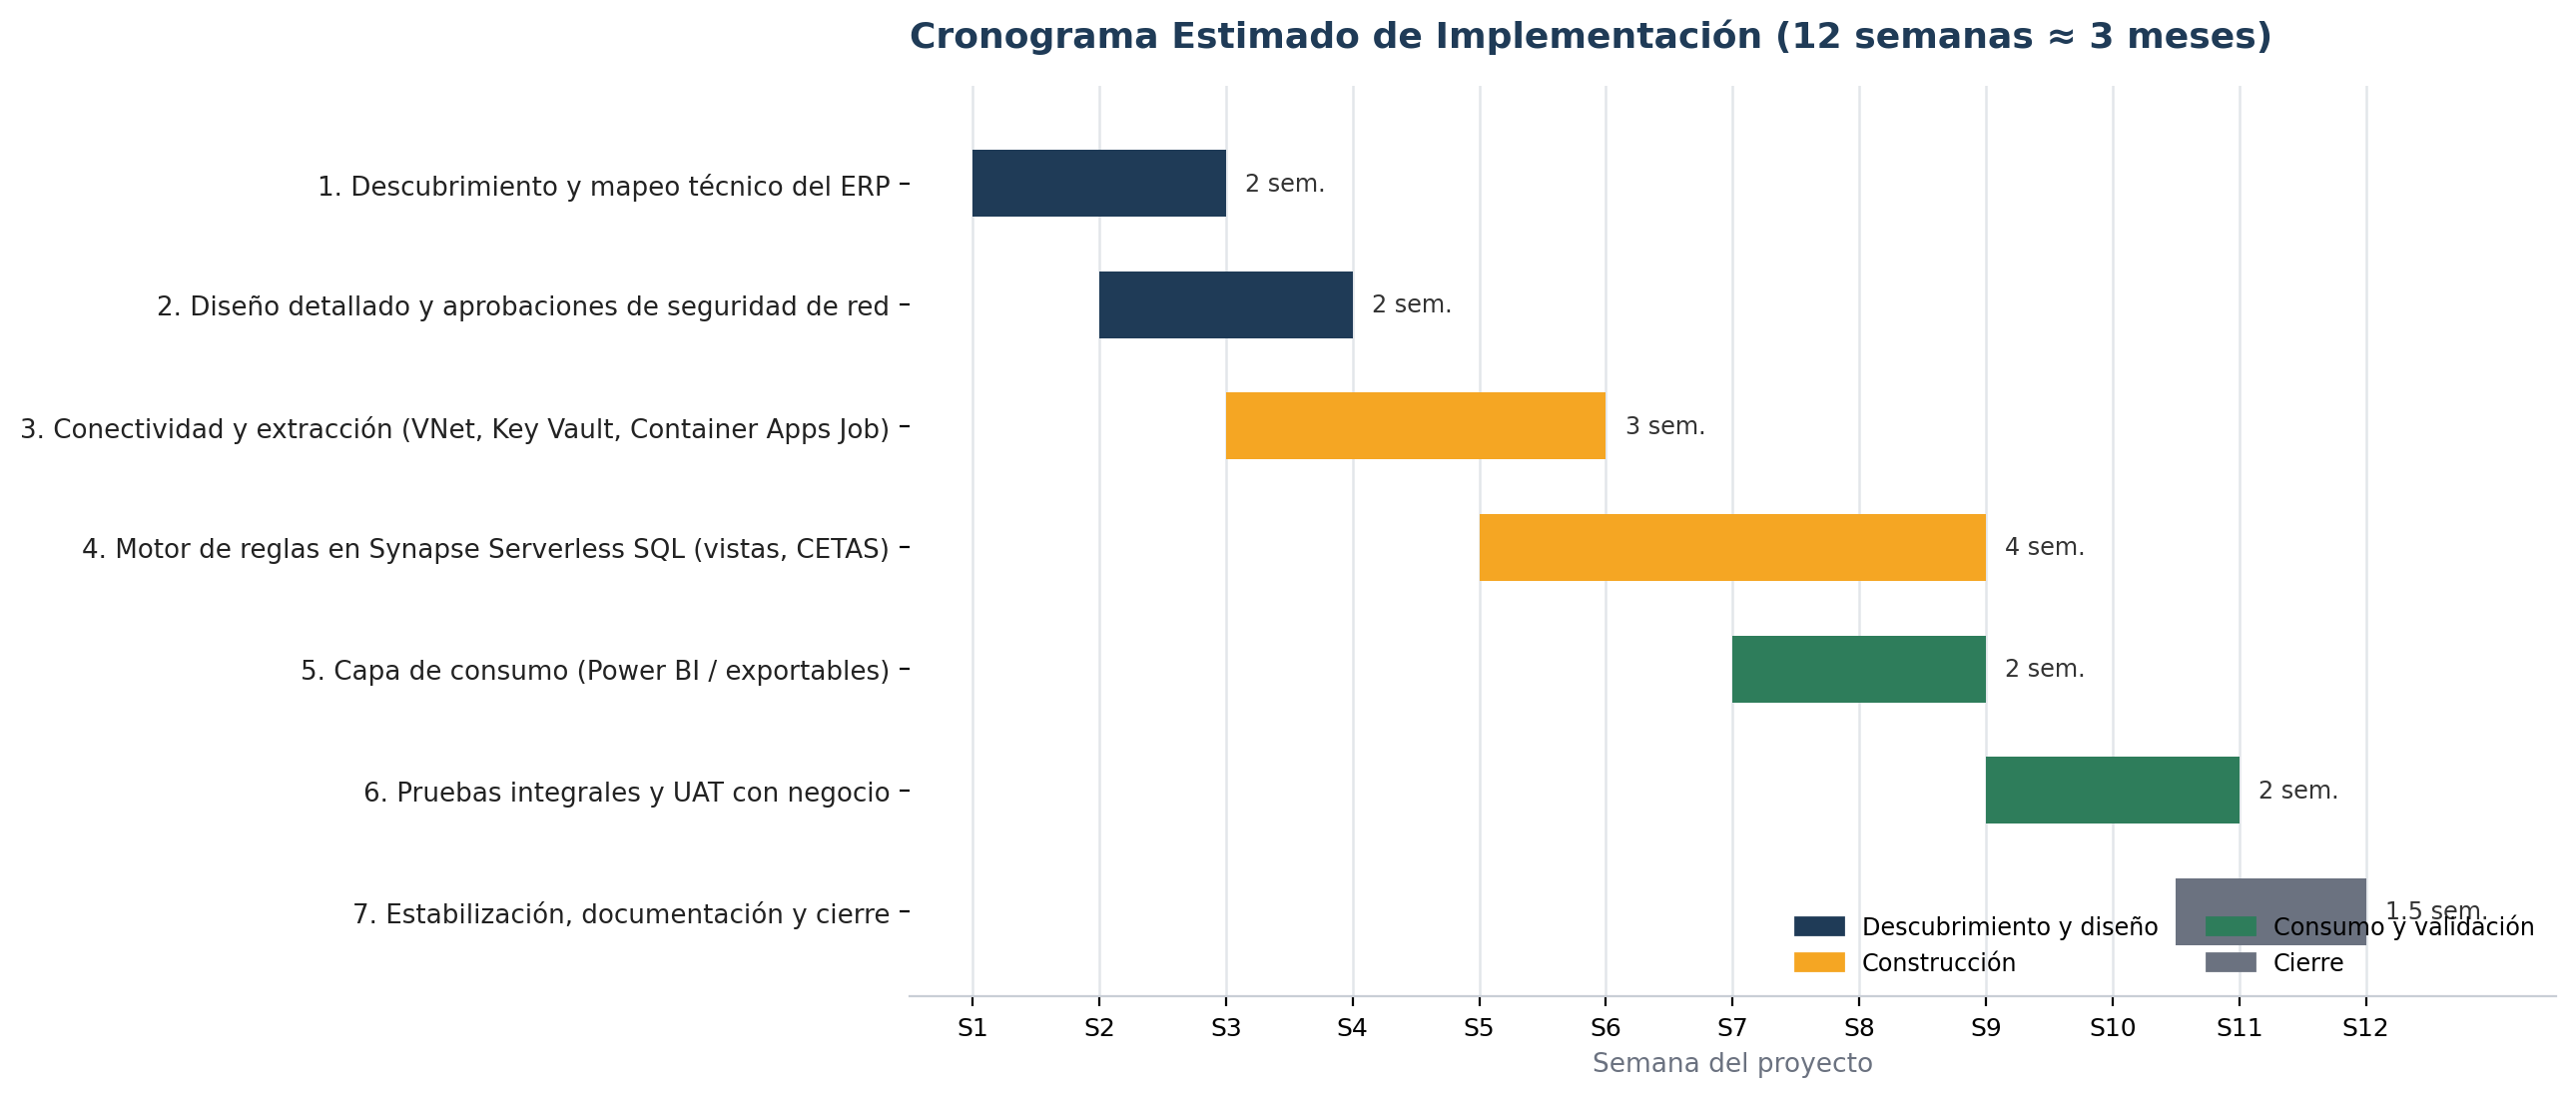 Cronograma Estimado de Implementación (12 semanas ≈ 3 meses)
1. Descubrimiento y mapeo técnico del ERP
2 sem.
2. Diseño detallado y aprobaciones de seguridad de red
2 sem.
3. Conectividad y extracción (VNet, Key Vault, Container Apps Job)
3 sem.
4. Motor de reglas en Synapse Serverless SQL (vistas, CETAS)
4 sem.
5. Capa de consumo (Power BI / exportables)
2 sem.
6. Pruebas integrales y UAT con negocio
2 sem.
7. Estabilización, documentación y cierre
1.5 sem.
Descubrimiento y diseño
Construcción
Consumo y validación
Cierre
S1 S2 S3 S4 S5 S6 S7 S8 S9 S10 S11 S12
Semana del proyecto